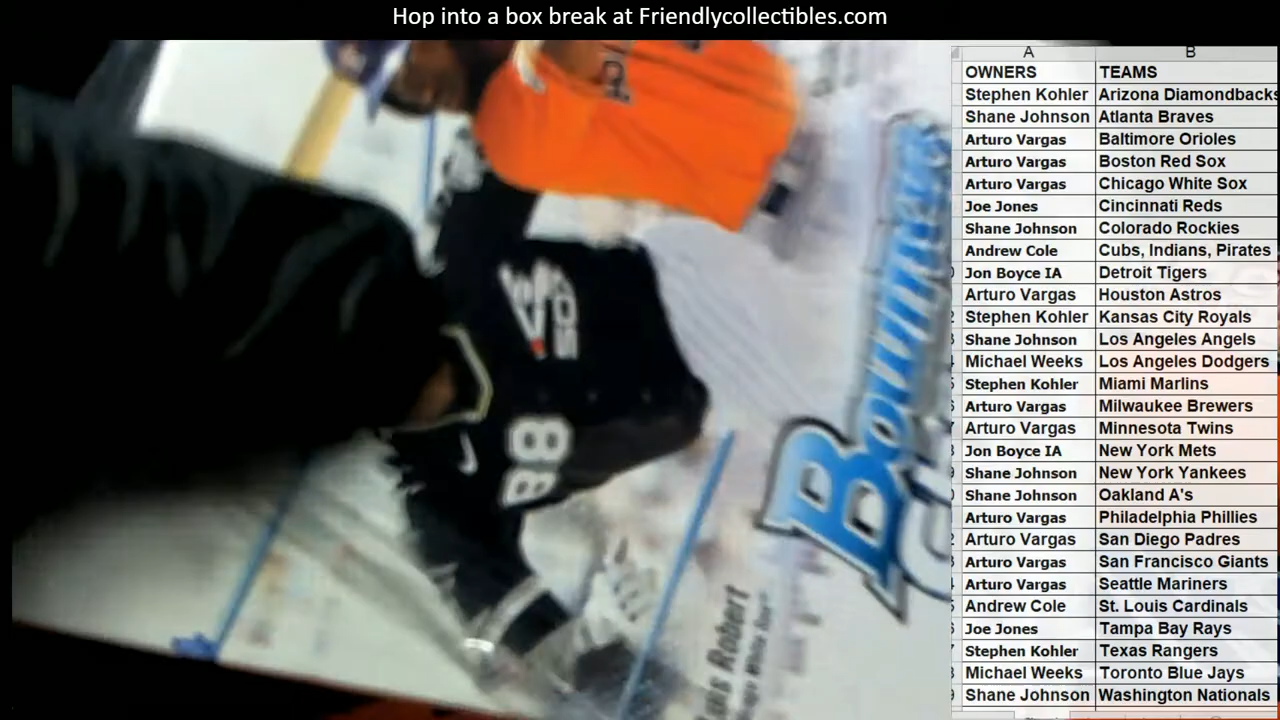 Hop into a box break at Friendlycollectibles.com
A B
OWNERS TEAMS
Stephen Kohler Arizona Diamondbacks
Shane Johnson Atlanta Braves
Arturo Vargas Baltimore Orioles
Arturo Vargas Boston Red Sox
Arturo Vargas Chicago White Sox
Joe Jones Cincinnati Reds
Shane Johnson Colorado Rockies
Andrew Cole Cubs, Indians, Pirates
Jon Boyce IA Detroit Tigers
Arturo Vargas Houston Astros
Stephen Kohler Kansas City Royals
Shane Johnson Los Angeles Angels
Michael Weeks Los Angeles Dodgers
Stephen Kohler Miami Marlins
Arturo Vargas Milwaukee Brewers
Arturo Vargas Minnesota Twins
Jon Boyce IA New York Mets
Shane Johnson New York Yankees
Shane Johnson Oakland A's
Arturo Vargas Philadelphia Phillies
Arturo Vargas San Diego Padres
Arturo Vargas San Francisco Giants
Arturo Vargas Seattle Mariners
Andrew Cole St. Louis Cardinals
Joe Jones Tampa Bay Rays
Stephen Kohler Texas Rangers
Michael Weeks Toronto Blue Jays
Shane Johnson Washington Nationals
88
Robert
White Sox